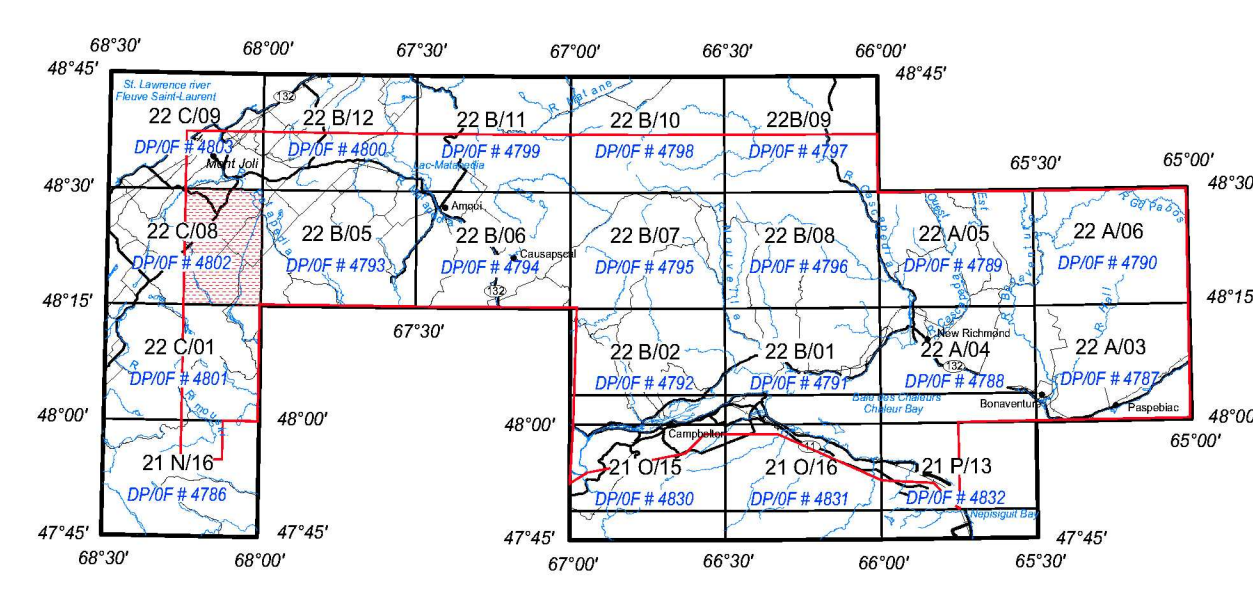 68°30' 68°00' 67°30' 67°00' 66°30' 66°00'
48°45' 48°45'
St. Lawrence river
Fleuve Saint-Laurent
132
R Matane
22 C/09 22 B/12 22 B/11 22 B/10 22B/09
DP/0F # 4803 DP/0F # 4800 DP/0F # 4799 DP/0F # 4798 DP/0F # 4797
Mont Joli
Lac-Matapedia
65°30' 65°00'
48°30' 48°30'
Amqui
R Gd Pabos
Ouest
Est
22 C/08 22 B/05 22 B/06 22 B/07 22 B/08 22 A/05 22 A/06
Causapscal
DP/0F # 4802 DP/0F # 4793 DP/0F # 4794 DP/0F # 4795 DP/0F # 4796 DP/0F # 4789 DP/0F # 4790
132
48°15' 48°15'
67°30'
R Hall
New Richmond
22 C/01 22 B/02 22 B/01 22 A/04 22 A/03
132
DP/0F # 4801 DP/0F # 4792 DP/0F # 4791 DP/0F # 4788 DP/0F # 4787
Baie des Chaleurs
Chaleur Bay
Bonaventure
Paspebiac
48°00' 48°00' 48°00' 48°00'
65°00'
Campbellton
11
21 N/16 21 O/15 21 O/16 21 P/13
DP/0F # 4786 DP/0F # 4830 DP/0F # 4831 DP/0F # 4832
Nepisiguit Bay
47°45' 47°45' 47°45' 47°45'
68°30' 68°00' 67°00' 66°30' 66°00' 65°30'